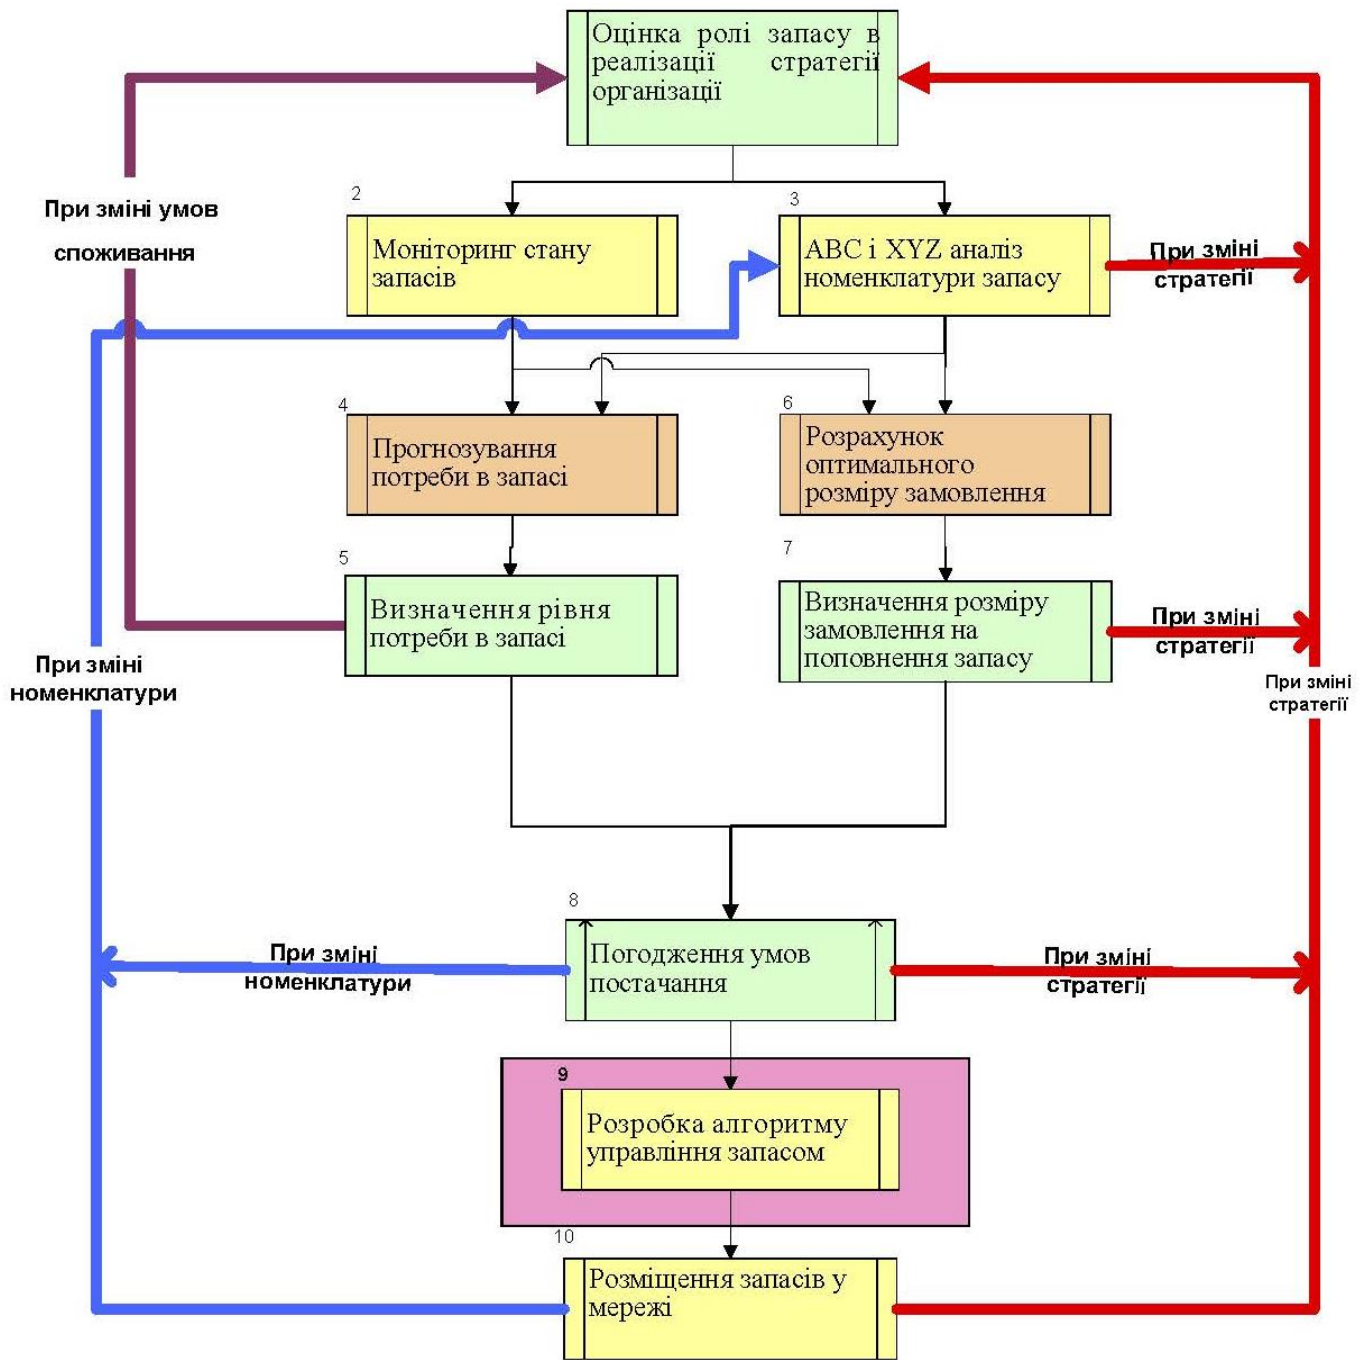 Оцінка ролі запасу в
реалізації стратегії
організації
2
3
При зміні умов
споживання
Моніторинг стану
запасів
ABC і XYZ аналіз
номенклатури запасу
При зміні
стратегії
4
6
Прогнозування
потреби в запасі
Розрахунок
оптимального
розміру замовлення
5
7
Визначення рівня
потреби в запасі
Визначення розміру
замовлення на
поповнення запасу
При зміні
стратегії
При зміні
номенклатури
При зміні
стратегії
8
При зміні
номенклатури
Погодження умов
постачання
При зміні
стратегії
9
Розробка алгоритму
управління запасом
10
Розміщення запасів у
мережі